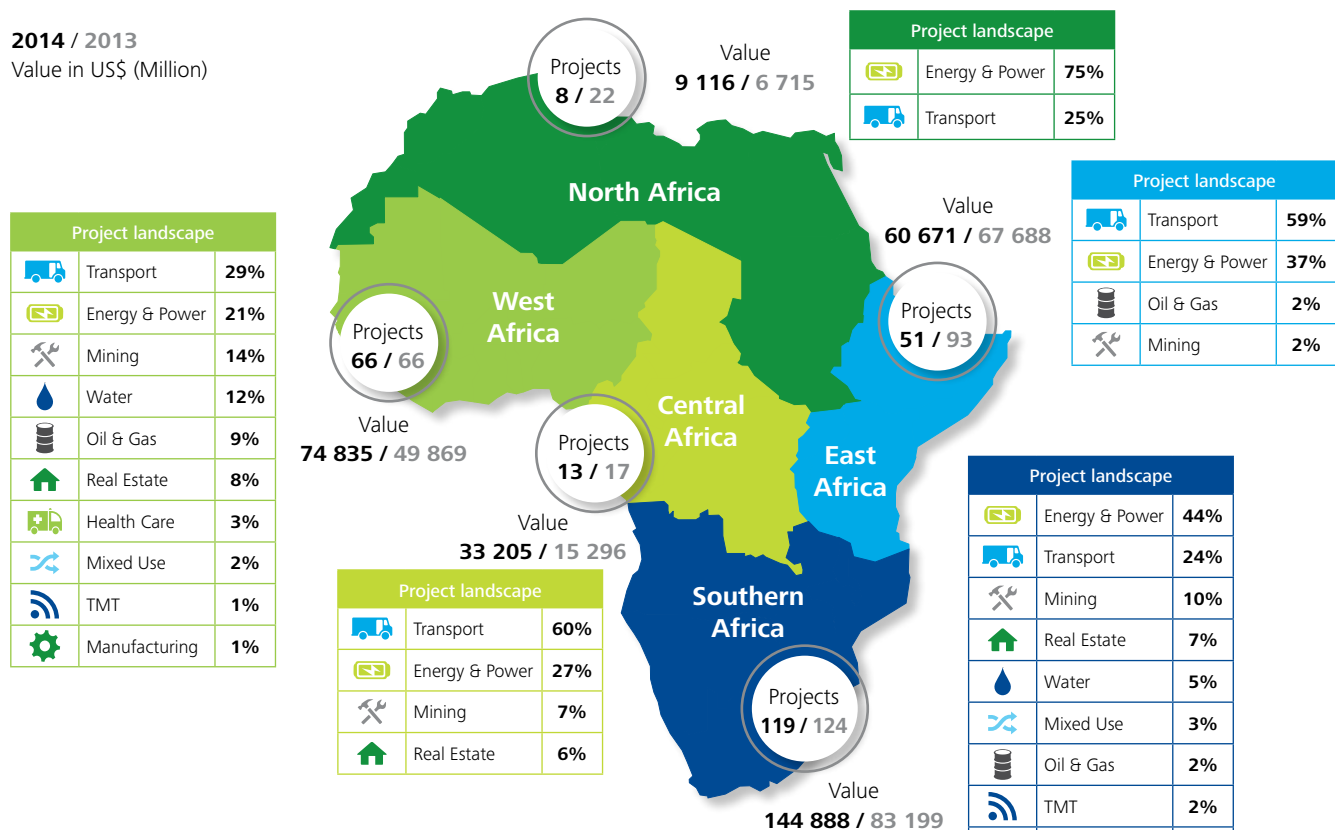 2014 / 2013
Value in US$ (Million)
Projects
8 / 22
Value
9 116 / 6 715
Project landscape
Energy & Power 75%
Transport 25%
North Africa
Value
60 671 / 67 688
Projects
51 / 93
Project landscape
Transport 59%
Energy & Power 37%
Oil & Gas 2%
Mining 2%
Project landscape
Transport 29%
Energy & Power 21%
Mining 14%
Water 12%
Oil & Gas 9%
Real Estate 8%
Health Care 3%
Mixed Use 2%
TMT 1%
Manufacturing 1%
West
Africa
Projects
66 / 66
Value
74 835 / 49 869
Central
Africa
Projects
13 / 17
Value
33 205 / 15 296
East
Africa
Project landscape
Transport 60%
Energy & Power 27%
Mining 7%
Real Estate 6%
Southern
Africa
Projects
119 / 124
Value
144 888 / 83 199
Project landscape
Energy & Power 44%
Transport 24%
Mining 10%
Real Estate 7%
Water 5%
Mixed Use 3%
Oil & Gas 2%
TMT 2%